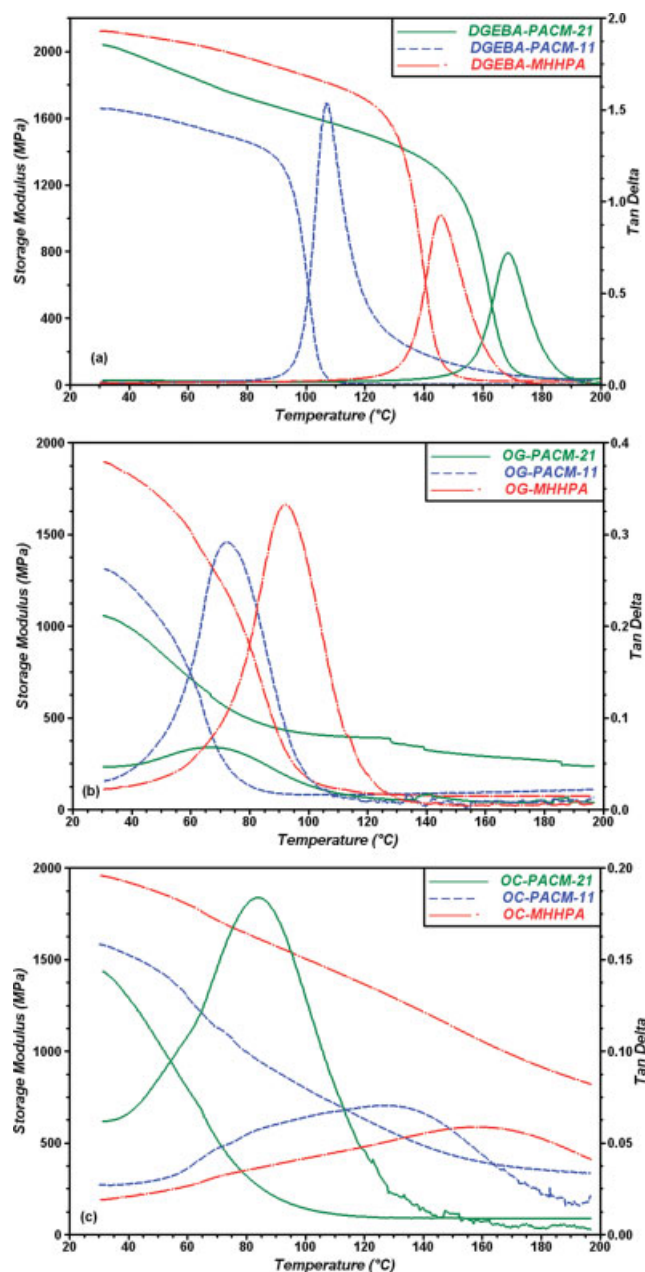 DGEBA-PACM-21
DGEBA-PACM-11
DGEBA-MHHPA
Storage Modulus (MPa)
2000
1600
1200
800
400
0
Tan Delta
2.0
1.5
1.0
0.5
0.0
(a)
20 40 60 80 100 120 140 160 180 200
Temperature (°C)
OG-PACM-21
OG-PACM-11
OG-MHHPA
Storage Modulus (MPa)
2000
1500
1000
500
0
Tan Delta
0.4
0.3
0.2
0.1
0.0
(b)
20 40 60 80 100 120 140 160 180 200
Temperature (°C)
OC-PACM-21
OC-PACM-11
OC-MHHPA
Storage Modulus (MPa)
2000
1500
1000
500
0
Tan Delta
0.20
0.15
0.10
0.05
0.00
(c)
20 40 60 80 100 120 140 160 180 200
Temperature (°C)